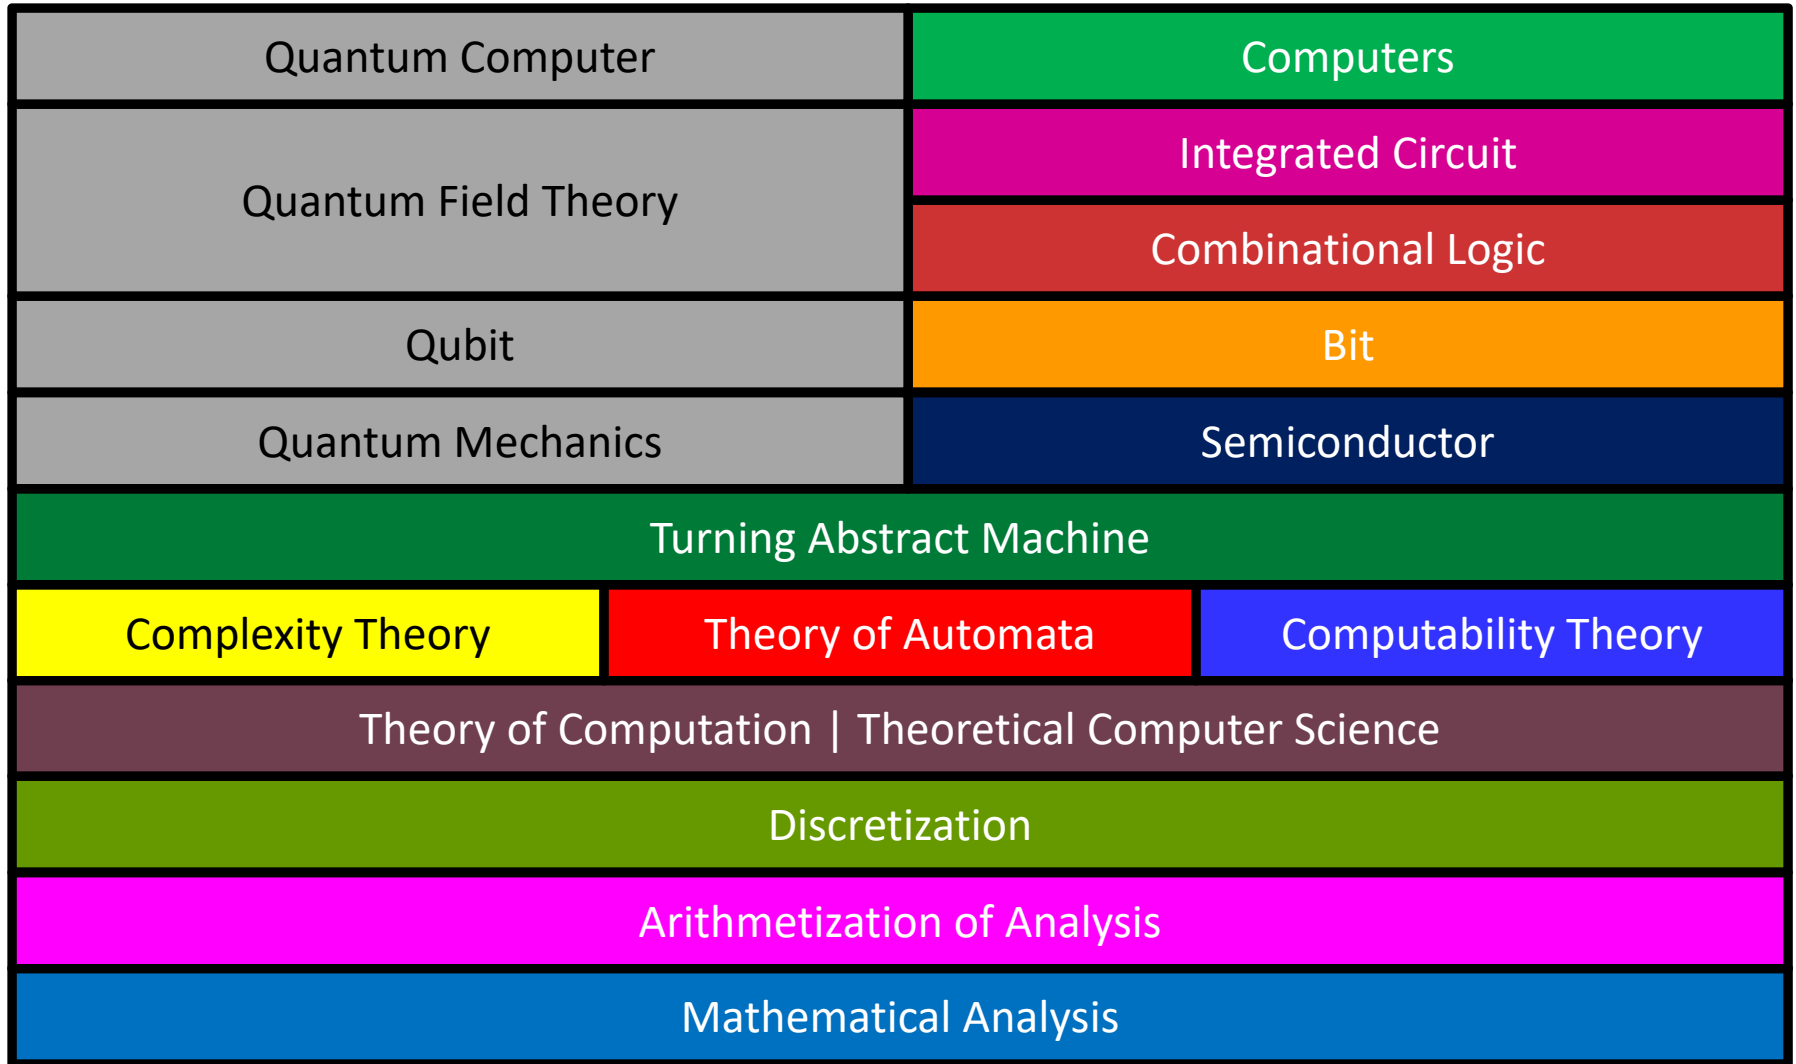 Quantum Computer
Computers
Quantum Field Theory
Integrated Circuit
Combinational Logic
Qubit
Bit
Quantum Mechanics
Semiconductor
Turning Abstract Machine
Complexity Theory
Theory of Automata
Computability Theory
Theory of Computation | Theoretical Computer Science
Discretization
Arithmetization of Analysis
Mathematical Analysis